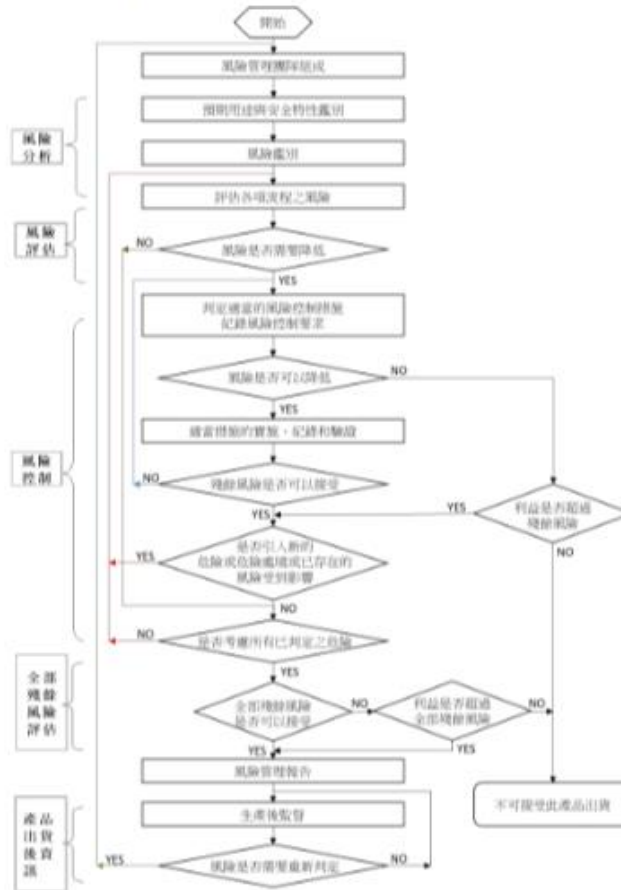 開始
風險管理團隊組成
預期用途與安全特性鑑別
風險
分析
風險鑑別
評估各項流程之風險
風險
評估
NO
風險是否需要降低
YES
判定適當的風險控制措施
記錄風險控制要求
風險是否可以降低
NO
YES
適當措施的實施、紀錄和驗證
風險
控制
NO
殘餘風險是否可以接受
YES
YES
利益是否超過
殘餘風險
NO
YES
是否引入新的
危險或危險處境或已存在的
風險受到影響
NO
NO
是否考慮所有已判定之危險
YES
全部
殘餘
風險
評估
全部殘餘風險
是否可以接受
NO
利益是否超過
全部殘餘風險
NO
YES
YES
風險管理報告
不可接受此產品出貨
產品
出貨
後資
訊
生產後監督
YES
風險是否需要重新判定
NO